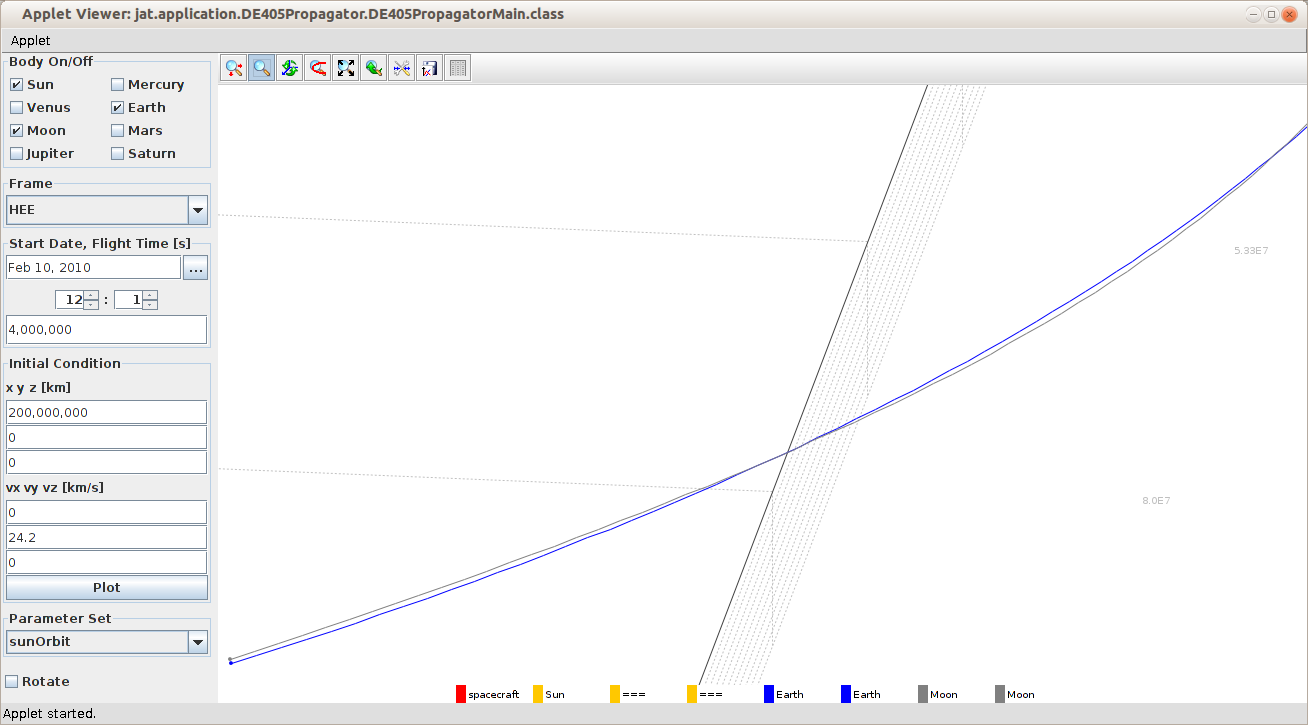 Applet Viewer: jat.application.DE405Propagator.DE405PropagatorMain.class
Applet
Body On/Off
Sun Mercury
Venus Earth
Moon Mars
Jupiter Saturn
Frame
HEE
Start Date, Flight Time [s]
Feb 10, 2010 ...
12 : 1
4,000,000
Initial Condition
x y z [km]
200,000,000
0
0
vx vy vz [km/s]
0
24.2
0
Plot
Parameter Set
sunOrbit
Rotate
5.33E7
8.0E7
spacecraft Sun === === Earth Earth Moon Moon
Applet started.